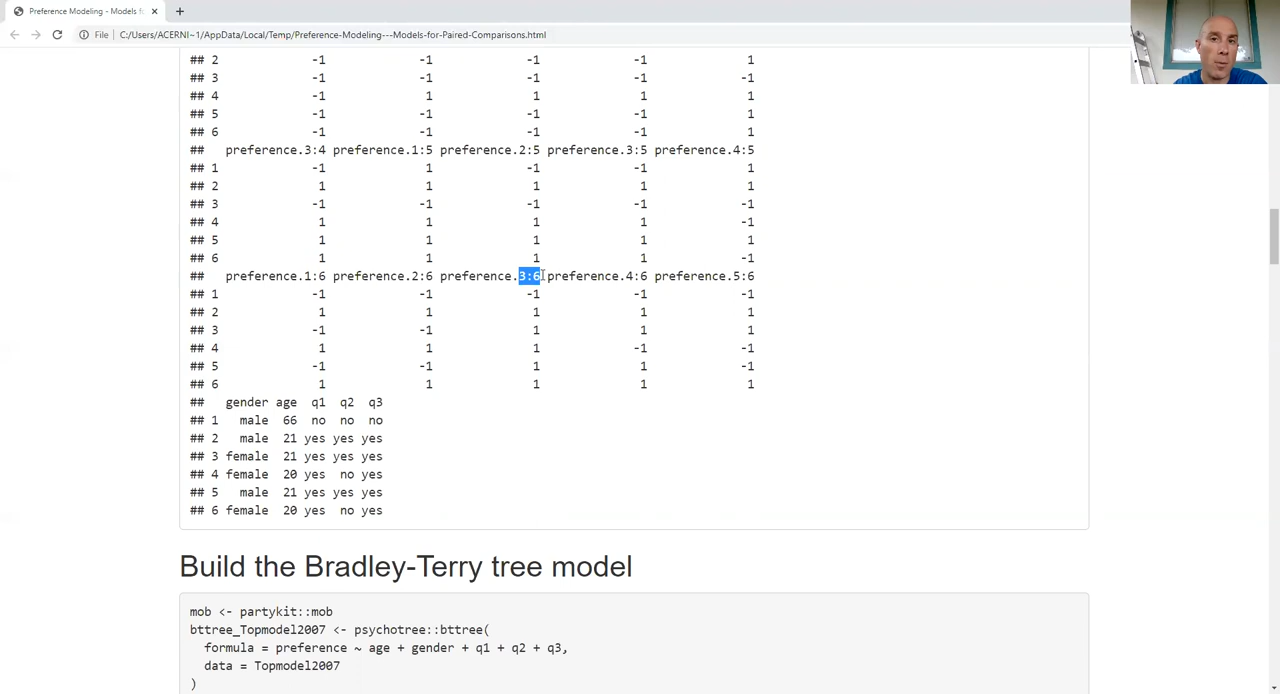 Preference Modeling - Models for
File C:/Users/ACERNI~1/AppData/Local/Temp/Preference-Modeling---Models-for-Paired-Comparisons.html
## 2 -1 -1 -1 -1 1
## 3 -1 -1 -1 -1 -1
## 4 -1 1 1 -1 1
## 5 -1 -1 -1 -1 1
## 6 -1 -1 -1 -1 1
## preference.3:4 preference.1:5 preference.2:5 preference.3:5 preference.4:5
## 1 -1 1 -1 -1 1
## 2 1 1 1 1 1
## 3 -1 -1 -1 -1 -1
## 4 1 1 1 1 -1
## 5 1 1 1 1 1
## 6 1 1 1 1 -1
## preference.1:6 preference.2:6 preference.3:6 preference.4:6 preference.5:6
## 1 -1 -1 -1 -1 -1
## 2 1 1 1 1 1
## 3 -1 -1 1 1 1
## 4 1 1 1 -1 -1
## 5 -1 -1 1 1 -1
## 6 1 1 1 1 1
## gender age q1 q2 q3
## 1 male 66 no no no
## 2 male 21 yes yes yes
## 3 female 21 yes yes yes
## 4 female 20 yes no yes
## 5 male 21 yes yes yes
## 6 female 20 yes no yes
Build the Bradley-Terry tree model
mob <- partykit::mob
bttree_Topmodel2007 <- psychotree::bttree(
formula = preference ~ age + gender + q1 + q2 + q3,
data = Topmodel2007
)